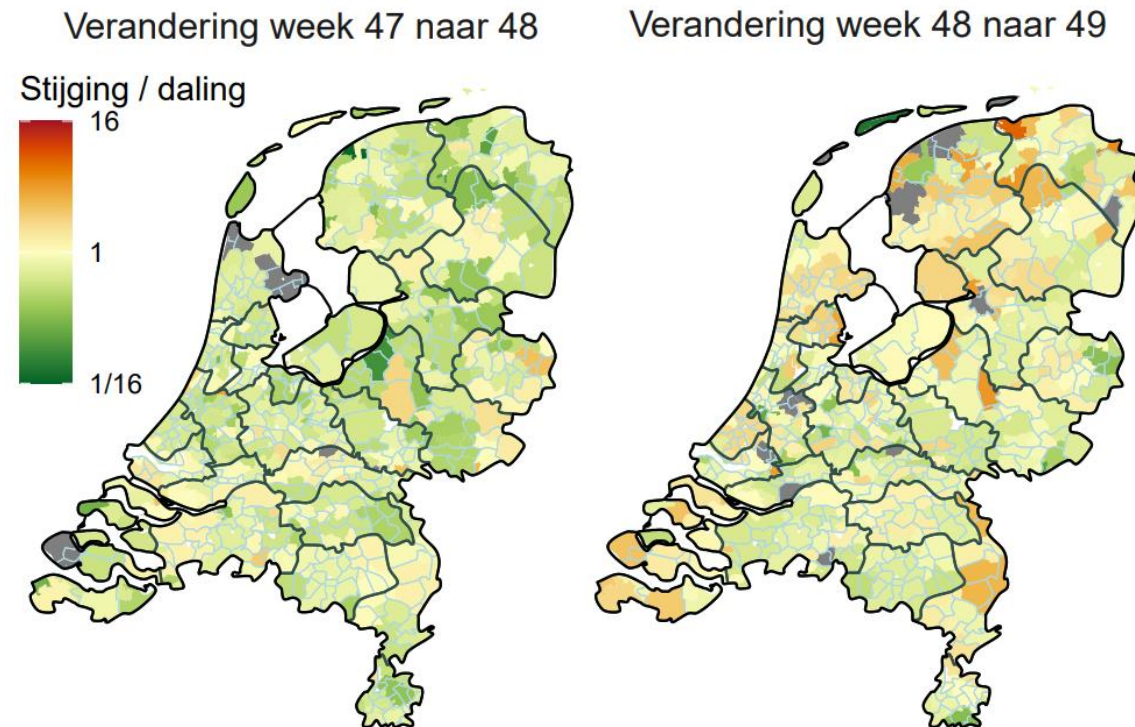 Verandering week 47 naar 48
Verandering week 48 naar 49
Stijging / daling
16
1
1/16